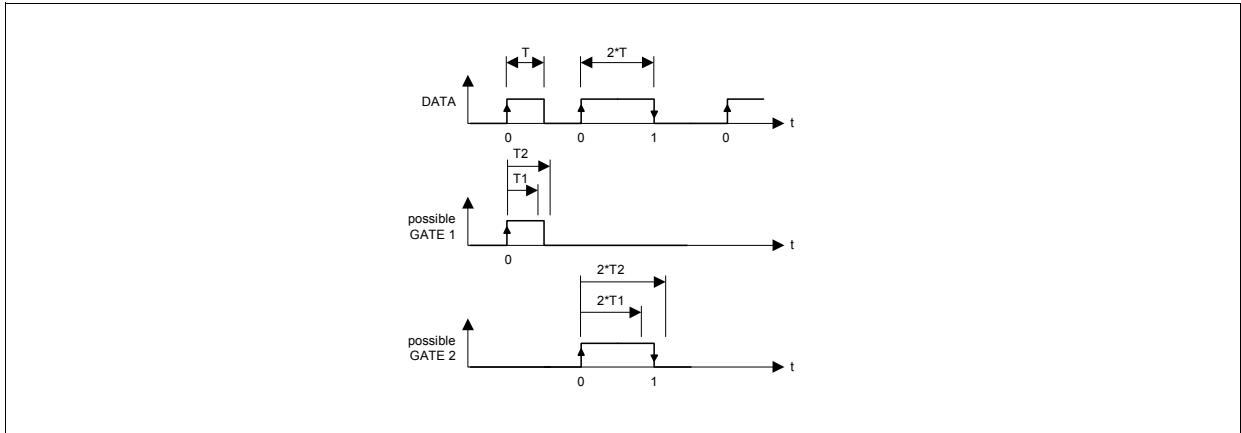 T 2*T
DATA
t
0 0 1 0
T2
T1
possible
GATE 1
t
0
2*T2
2*T1
possible
GATE 2
t
0 1